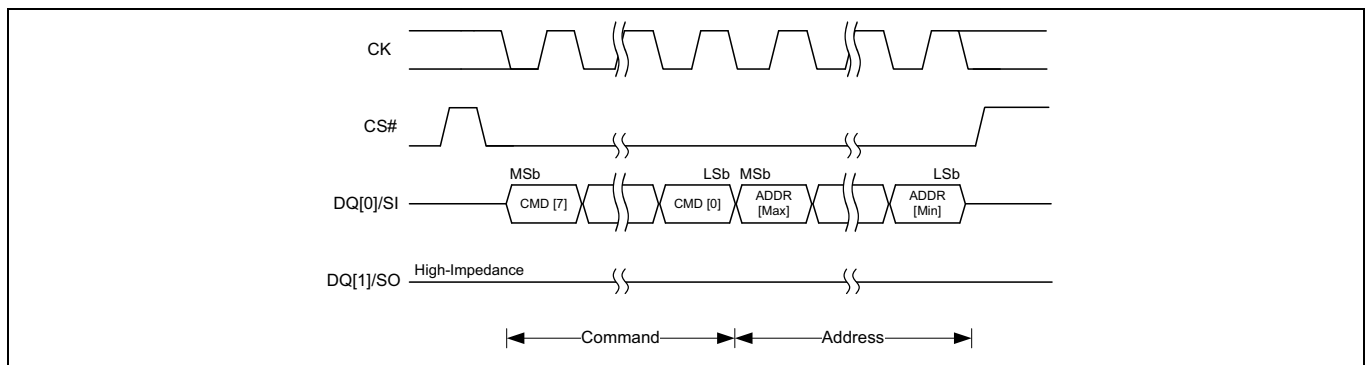 CK
CS#
MSb LSb MSb LSb
DQ[0]/SI CMD [7] CMD [0] ADDR [Max] ADDR [Min]
DQ[1]/SO High-Impedance
Command Address